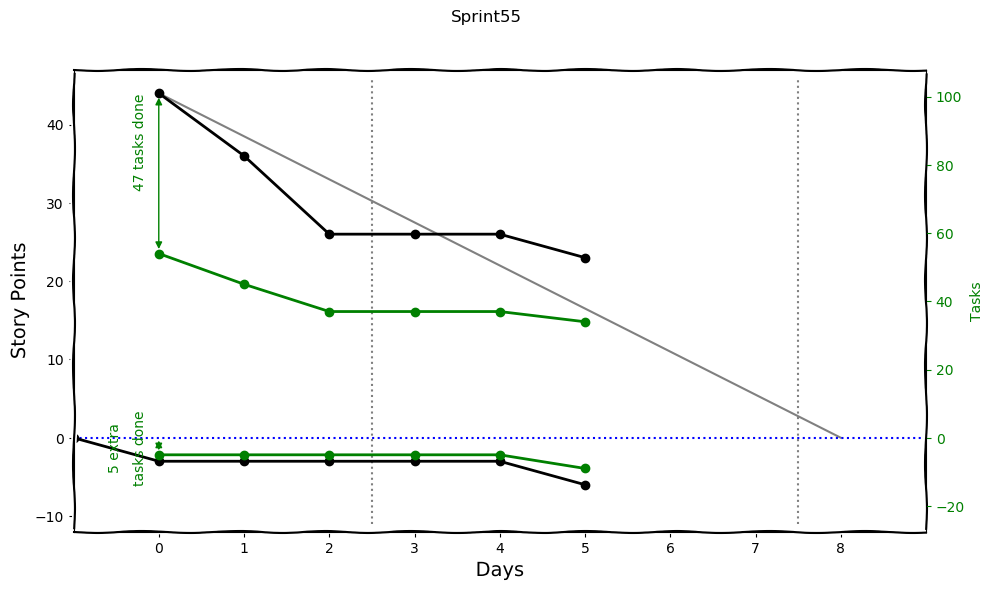 Sprint55
47 tasks done
5 extra
tasks done
Story Points
40
30
20
10
0
−10
100
80
60
40
20
0
−20
Tasks
0 1 2 3 4 5 6 7 8
Days